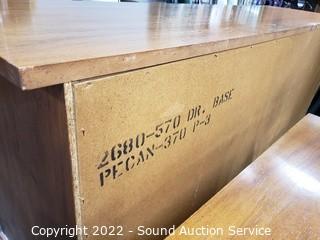 2680-570 DR. BASE
PECAN-370 P-3
Copyright 2022 - Sound Auction Service